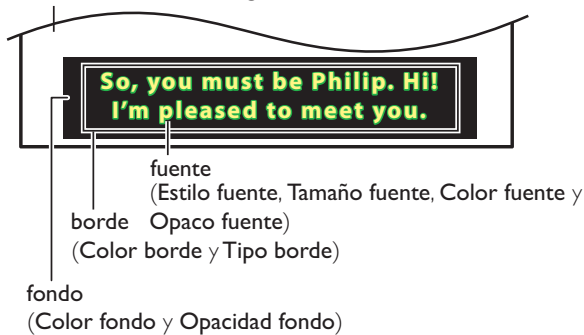 So, you must be Philip. Hi!
I'm pleased to meet you.
fuente
(Estilo fuente, Tamaño fuente, Color fuente y
borde Opaco fuente)
(Color borde y Tipo borde)
fondo
(Color fondo y Opacidad fondo)